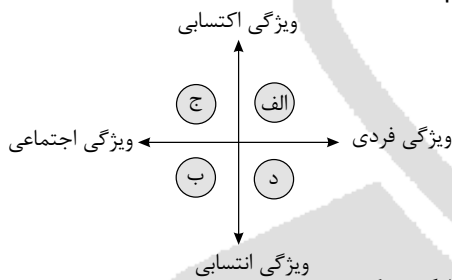 ویژگی اکتسابی
ج الف
ویژگی اجتماعی ویژگی فردی
ب د
ویژگی انتسابی